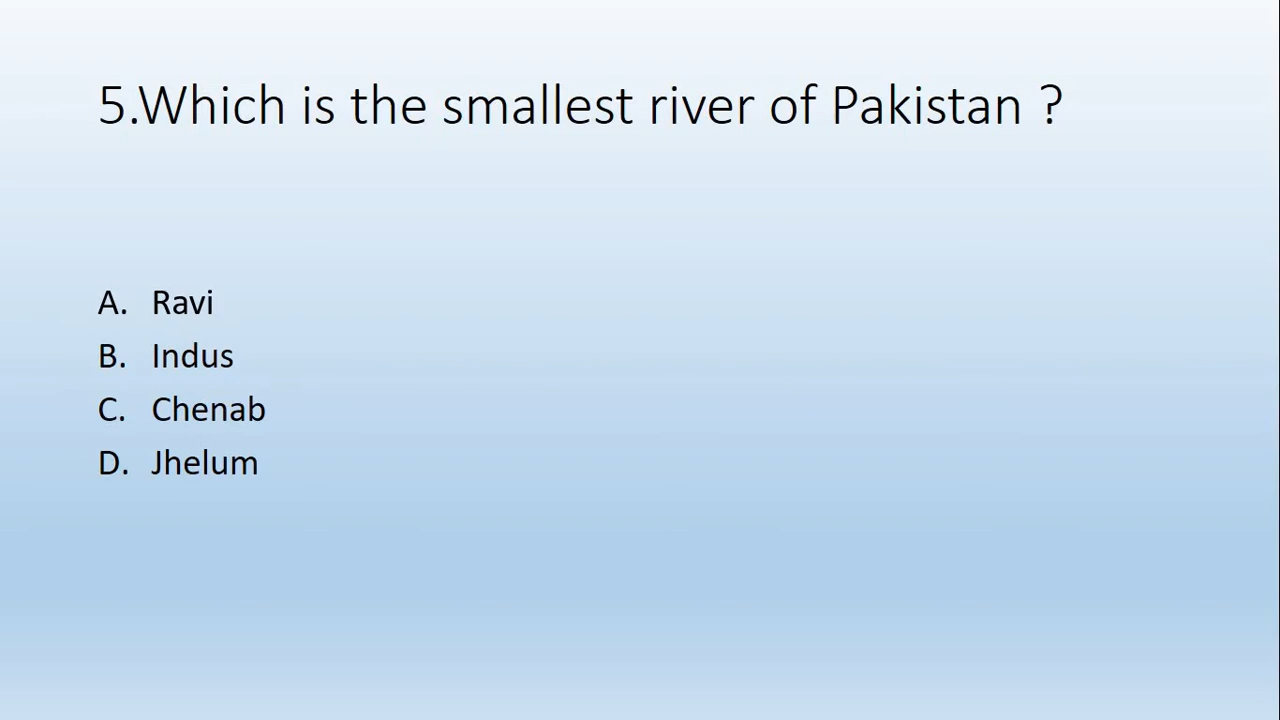 5.Which is the smallest river of Pakistan ?
A. Ravi
B. Indus
C. Chenab
D. Jhelum